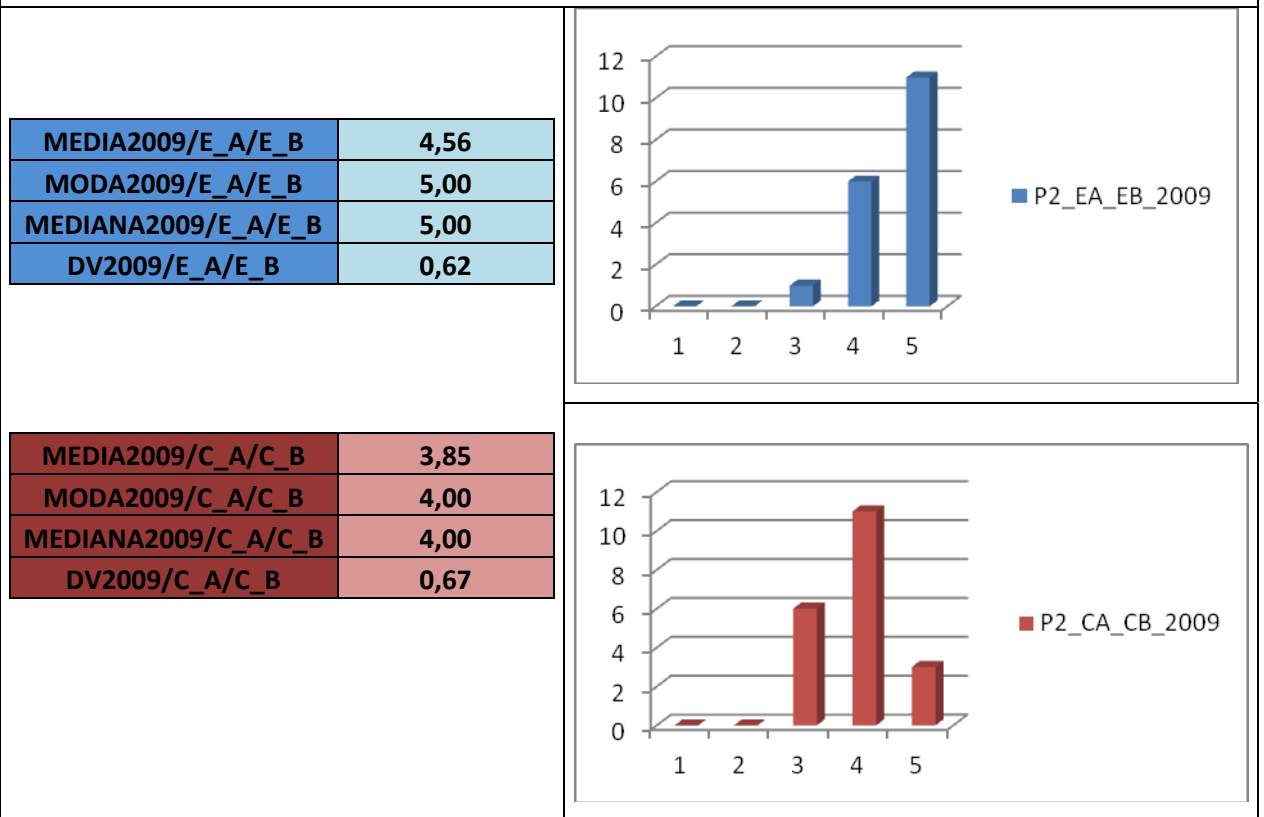 MEDIA2009/E_A/E_B 4,56
MODA2009/E_A/E_B 5,00
MEDIANA2009/E_A/E_B 5,00
DV2009/E_A/E_B 0,62
12
10
8
6
4
2
0
1 2 3 4 5
P2_EA_EB_2009
MEDIA2009/C_A/C_B 3,85
MODA2009/C_A/C_B 4,00
MEDIANA2009/C_A/C_B 4,00
DV2009/C_A/C_B 0,67
12
10
8
6
4
2
0
1 2 3 4 5
P2_CA_CB_2009